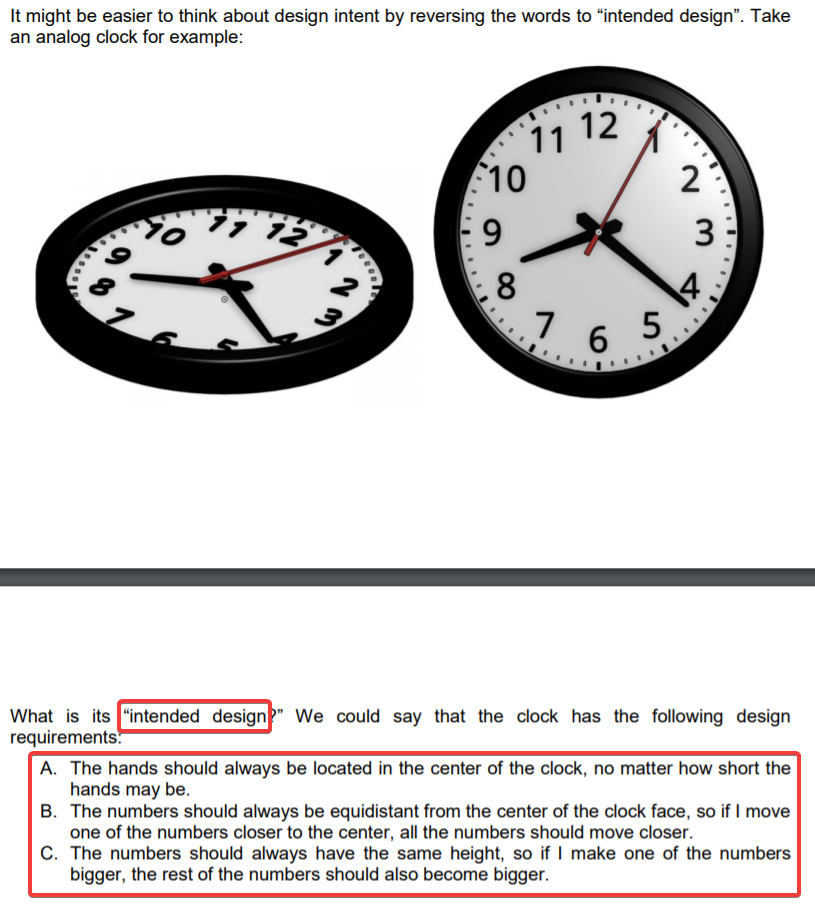 It might be easier to think about design intent by reversing the words to “intended design”. Take
an analog clock for example:
10 11 12
9 1
8 2
7 3
6 5 4
12
11 1
10 2
9 3
8 4
7 5
6
What is its “intended design?” We could say that the clock has the following design
requirements:
A. The hands should always be located in the center of the clock, no matter how short the
hands may be.
B. The numbers should always be equidistant from the center of the clock face, so if I move
one of the numbers closer to the center, all the numbers should move closer.
C. The numbers should always have the same height, so if I make one of the numbers
bigger, the rest of the numbers should also become bigger.